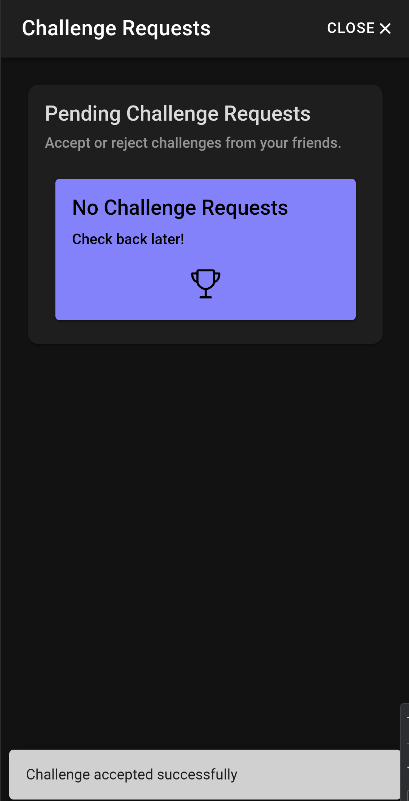 Challenge Requests
CLOSE
Pending Challenge Requests
Accept or reject challenges from your friends.
No Challenge Requests
Check back later!
Challenge accepted successfully